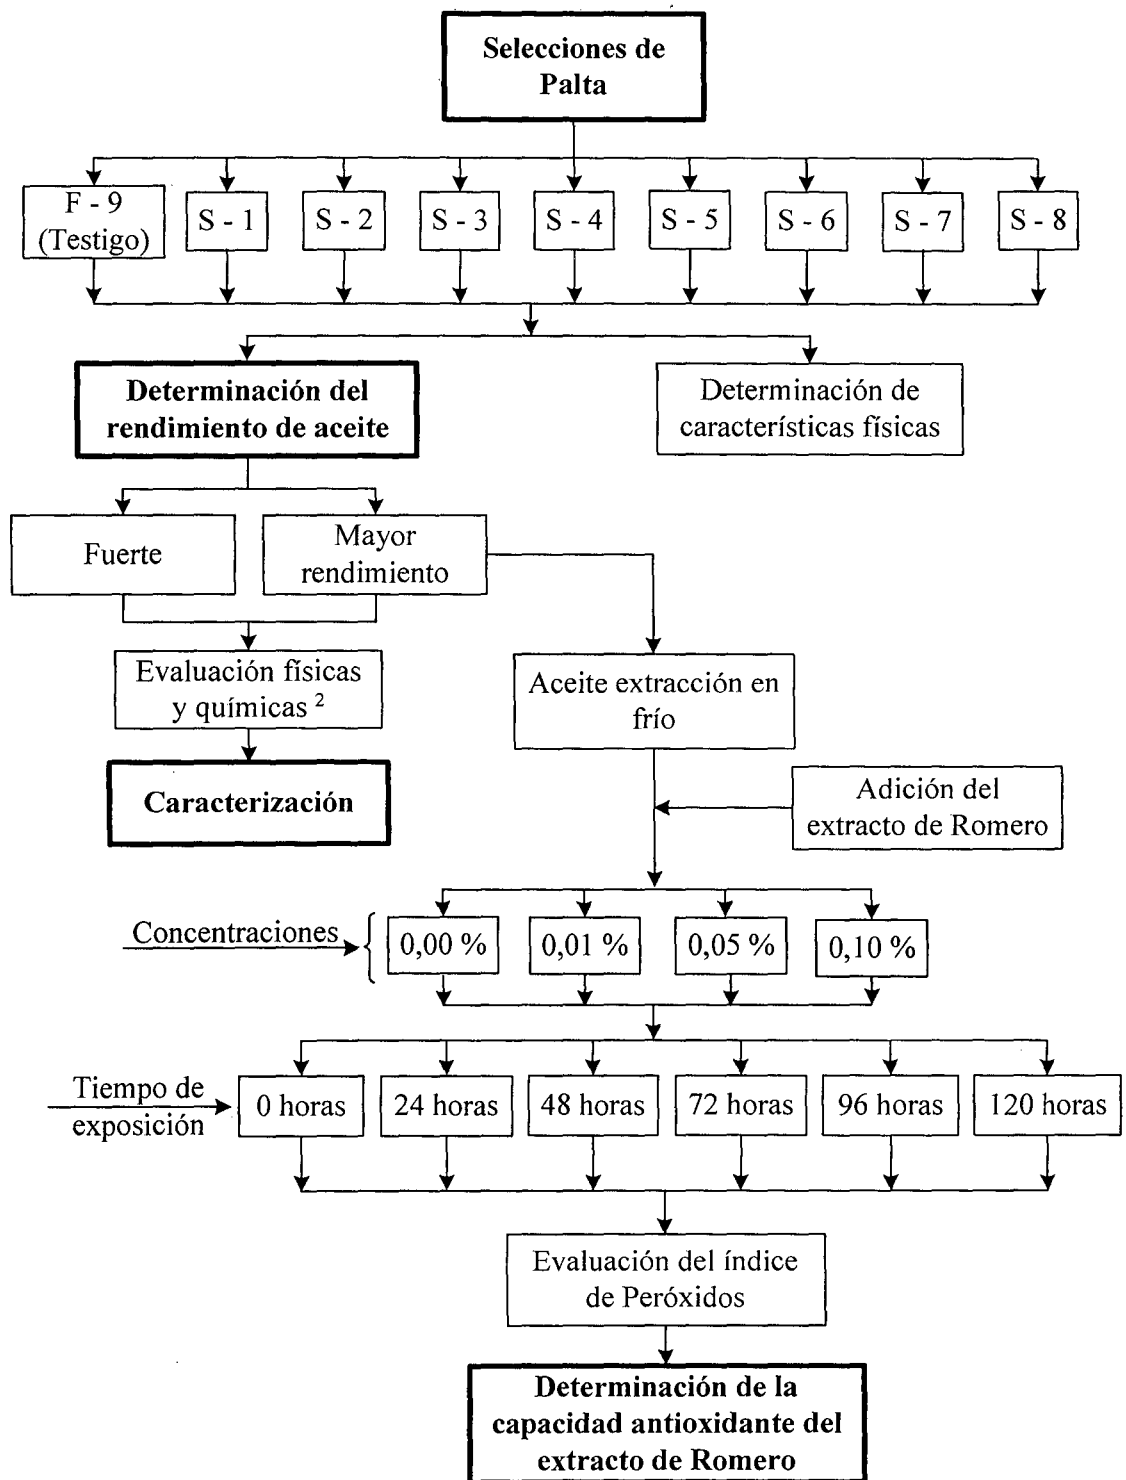 Selecciones de
Palta
F - 9
(Testigo)
S - 1
S - 2
S - 3
S - 4
S - 5
S - 6
S - 7
S - 8
Determinación del
rendimiento de aceite
Determinación de
características físicas
Fuerte
Mayor
rendimiento
Evaluación físicas
y químicas ²
Aceite extracción en
frío
Caracterización
Adición del
extracto de Romero
Concentraciones
0,00 %
0,01 %
0,05 %
0,10 %
Tiempo de
exposición
0 horas
24 horas
48 horas
72 horas
96 horas
120 horas
Evaluación del índice
de Peróxidos
Determinación de la
capacidad antioxidante del
extracto de Romero